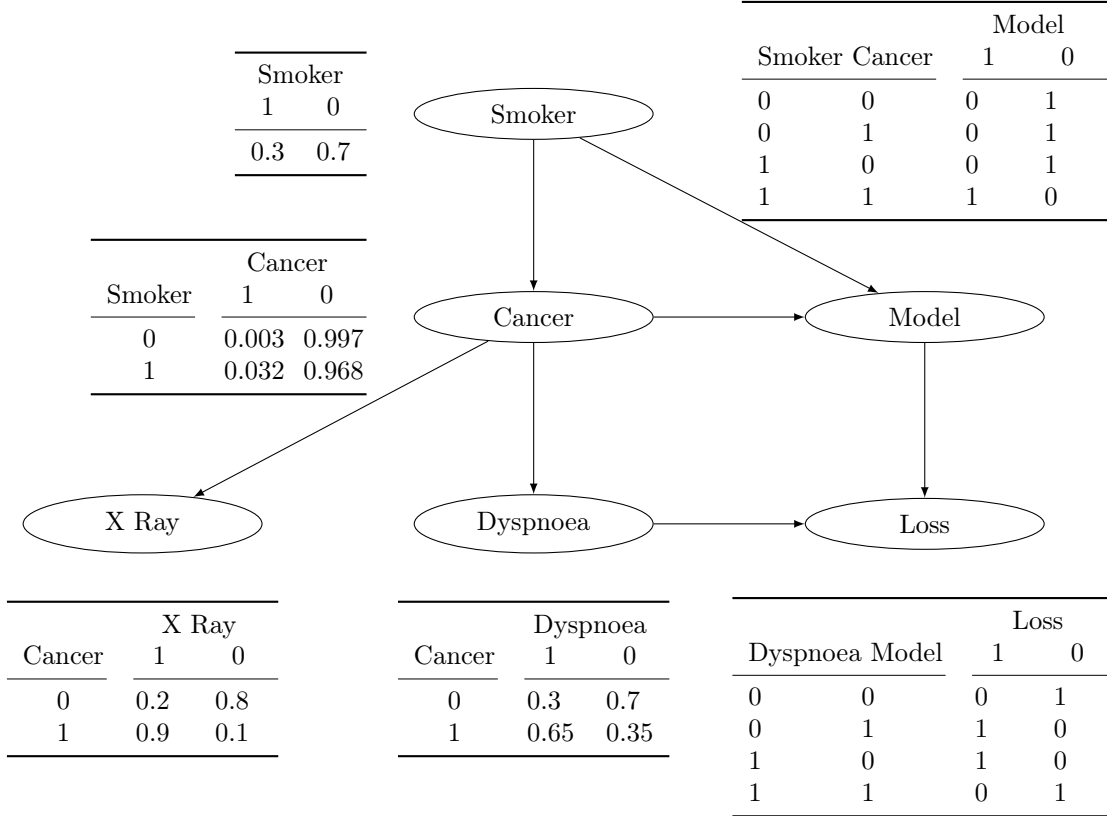 Model
Smoker Cancer 1 0
0 0 0 1
0 1 0 1
1 0 0 1
1 1 1 0
Smoker
1 0
0.3 0.7
Smoker
Cancer
Smoker 1 0
0 0.003 0.997
1 0.032 0.968
Cancer
Model
X Ray
Dyspnoea
Loss
X Ray
Cancer 1 0
0 0.2 0.8
1 0.9 0.1
Dyspnoea
Cancer 1 0
0 0.3 0.7
1 0.65 0.35
Loss
Dyspnoea Model 1 0
0 0 0 1
0 1 1 0
1 0 1 0
1 1 0 1